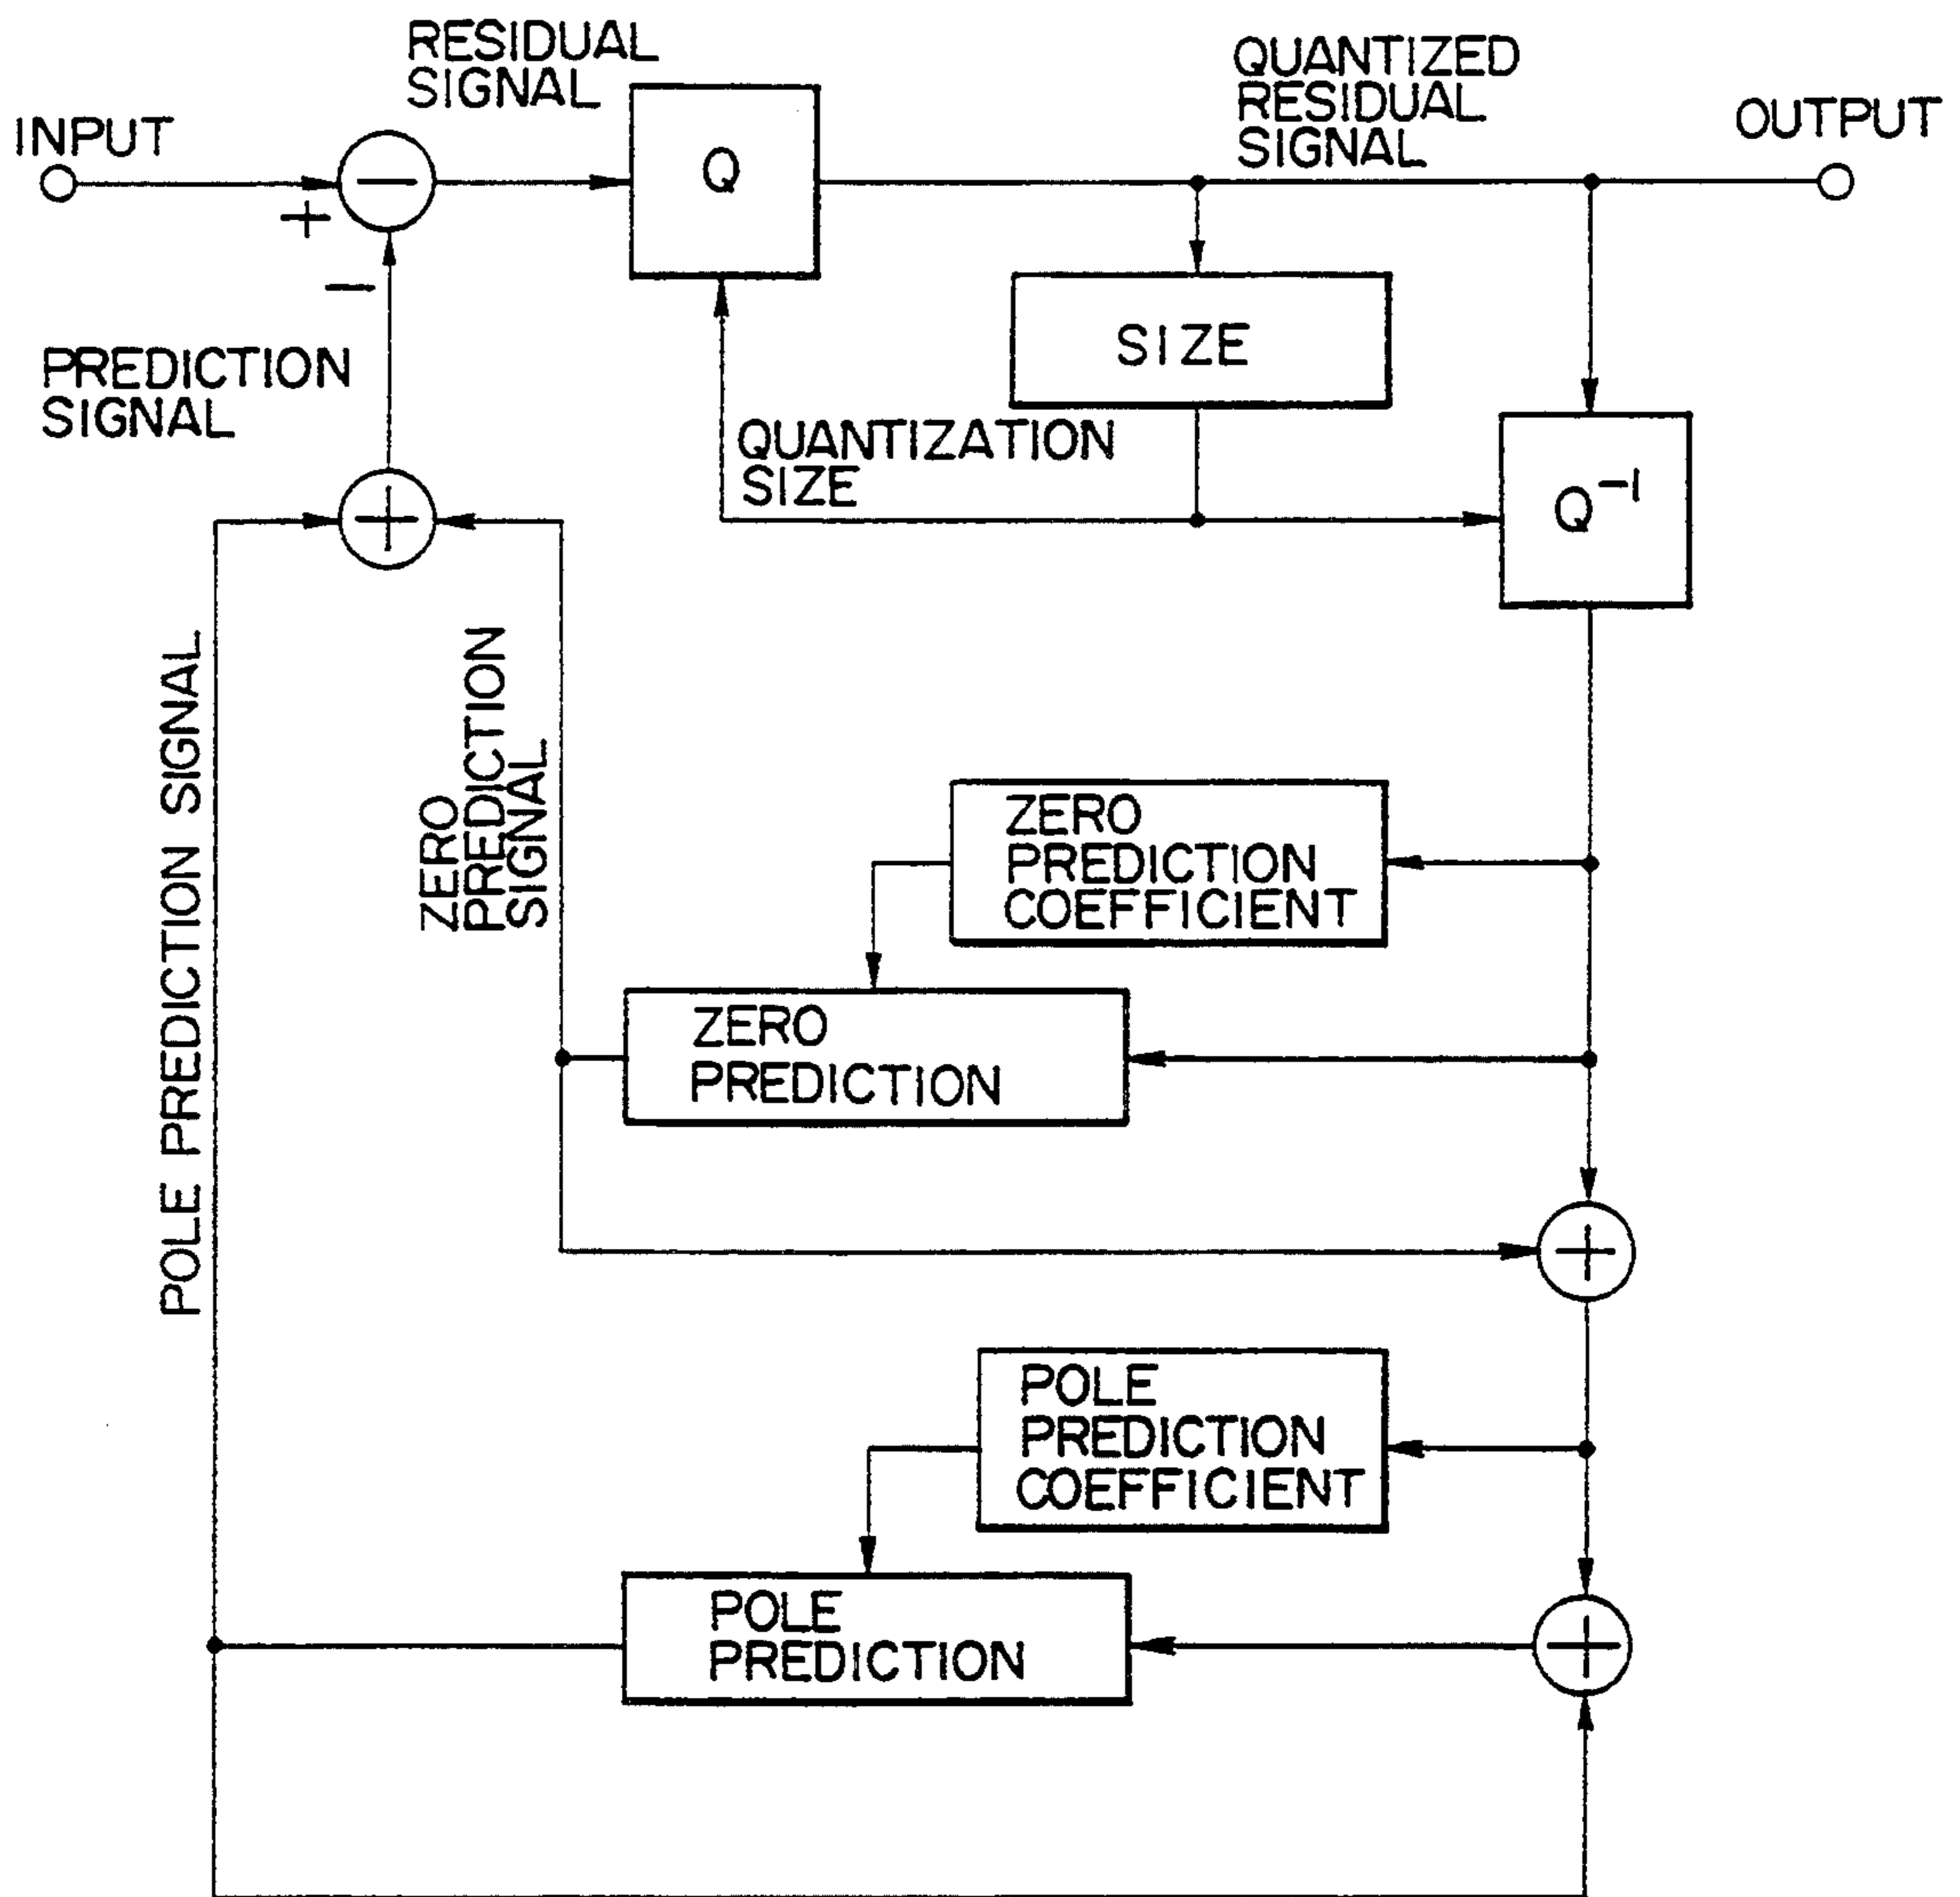 RESIDUAL
SIGNAL
QUANTIZED
RESIDUAL
SIGNAL
INPUT
OUTPUT
−
+
−
Q
SIZE
PREDICTION
SIGNAL
QUANTIZATION
SIZE
+
Q⁻¹
POLE PREDICTION SIGNAL
ZERO
PREDICTION
SIGNAL
ZERO
PREDICTION
COEFFICIENT
ZERO
PREDICTION
+
POLE
PREDICTION
COEFFICIENT
POLE
PREDICTION
+